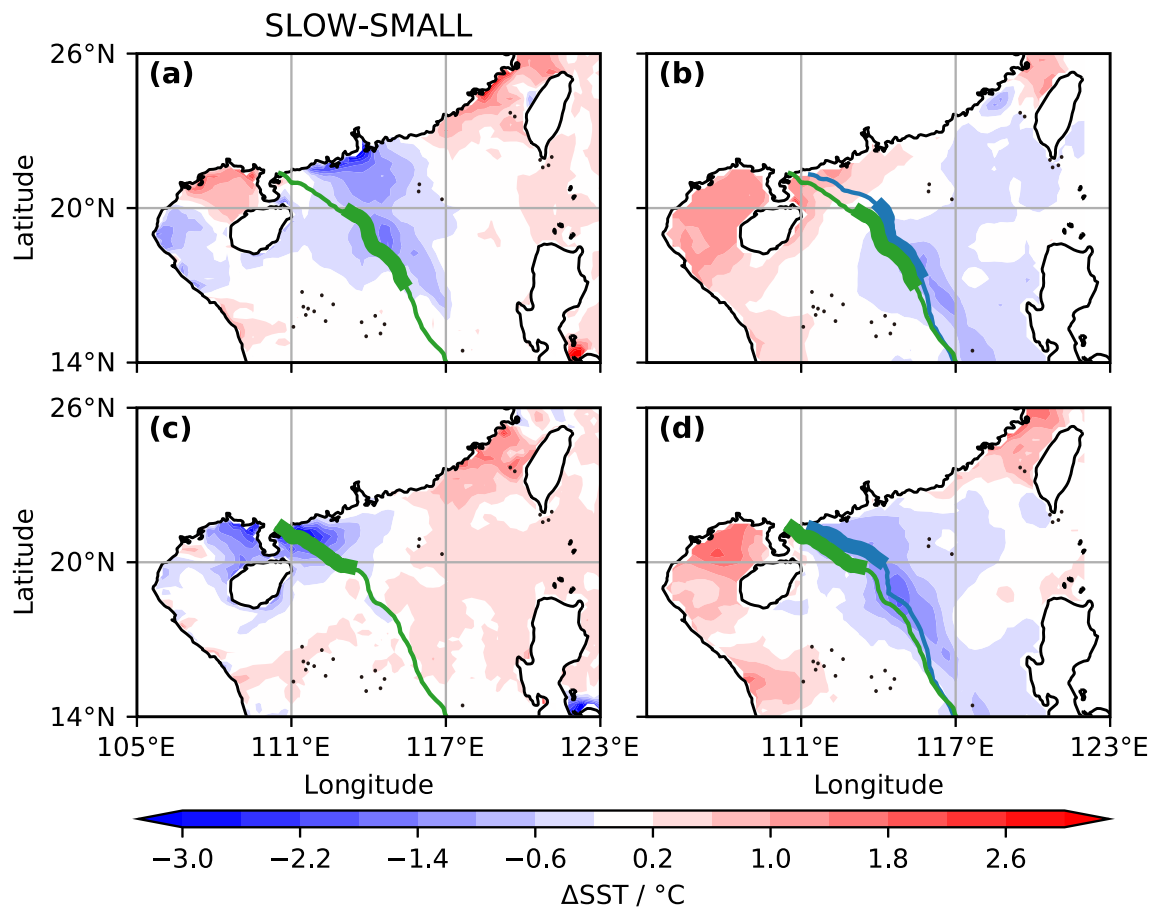 SLOW-SMALL
26°N
(a)
(b)
Latitude
20°N
14°N
26°N
(c)
(d)
Latitude
20°N
14°N
105°E 111°E 117°E 123°E 111°E 117°E 123°E
Longitude Longitude
−3.0 −2.2 −1.4 −0.6 0.2 1.0 1.8 2.6
ΔSST / °C